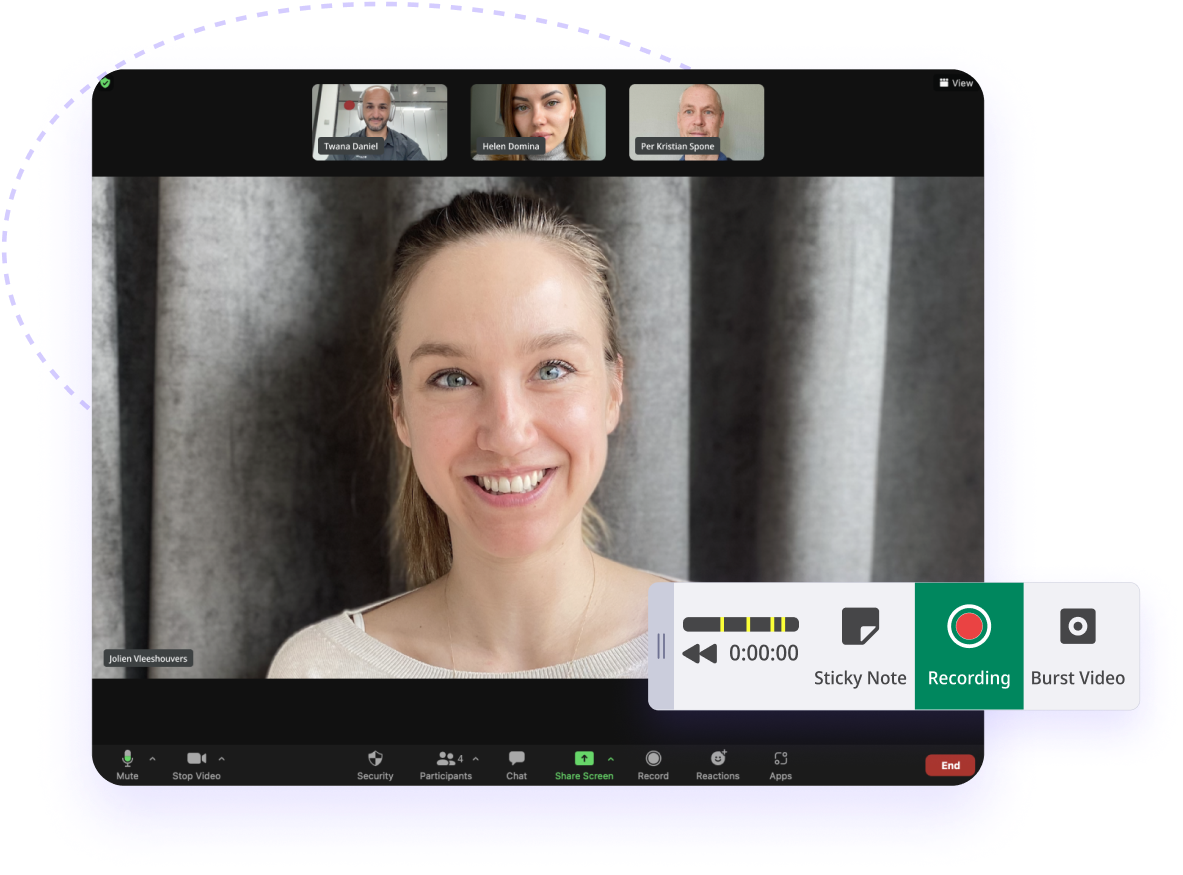 View
Twana Daniel
Helen Domina
Per Kristian Spone
Jolien Vleeshouvers
0:00:00
Sticky Note
Recording
Burst Video
4
Mute
Stop Video
Security
Participants
Chat
Share Screen
Record
Reactions
Apps
End